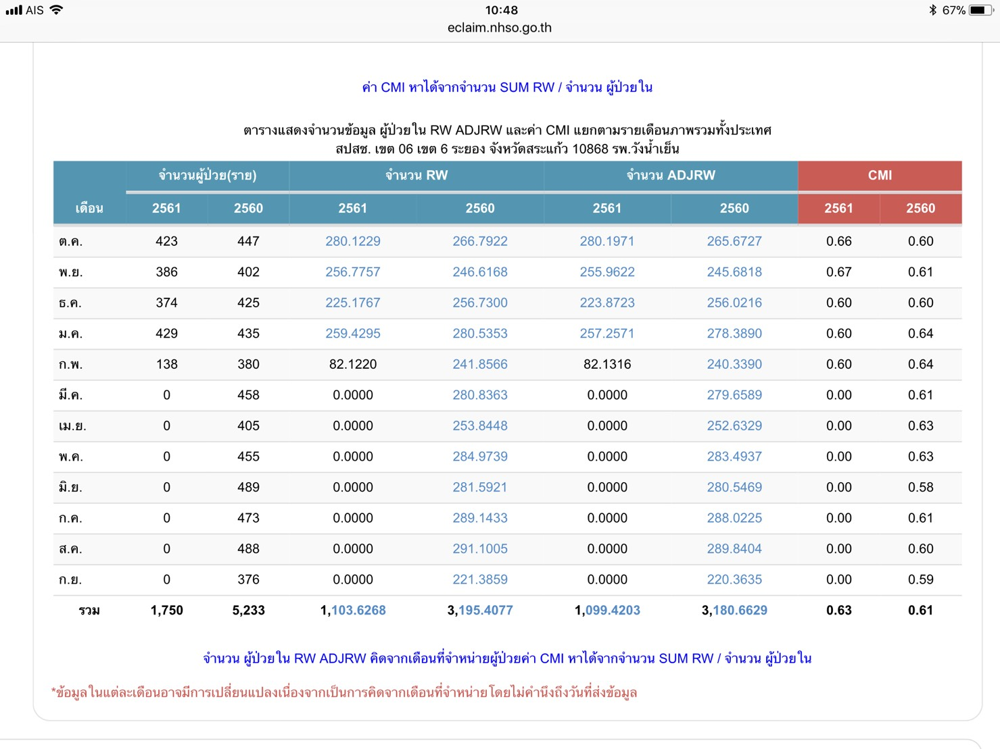 AIS 10:48 67%
eclaim.nhso.go.th
ค่า CMI หาได้จากจำนวน SUM RW / จำนวน ผู้ป่วยใน
ตารางแสดงจำนวนข้อมูล ผู้ป่วยใน RW ADJRW และค่า CMI แยกตามรายเดือนภาพรวมทั้งประเทศ
สปสช. เขต 06 เขต 6 ระยอง จังหวัดสระแก้ว 10868 รพ.วังน้ำเย็น
จำนวนผู้ป่วย(ราย) จำนวน RW จำนวน ADJRW CMI
เดือน 2561 2560 2561 2560 2561 2560 2561 2560
ต.ค. 423 447 280.1229 266.7922 280.1971 265.6727 0.66 0.60
พ.ย. 386 402 256.7757 246.6168 255.9622 245.6818 0.67 0.61
ธ.ค. 374 425 225.1767 256.7300 223.8723 256.0216 0.60 0.60
ม.ค. 429 435 259.4295 280.5353 257.2571 278.3890 0.60 0.64
ก.พ. 138 380 82.1220 241.8566 82.1316 240.3390 0.60 0.64
มี.ค. 0 458 0.0000 280.8363 0.0000 279.6589 0.00 0.61
เม.ย. 0 405 0.0000 253.8448 0.0000 252.6329 0.00 0.63
พ.ค. 0 455 0.0000 284.9739 0.0000 283.4937 0.00 0.63
มิ.ย. 0 489 0.0000 281.5921 0.0000 280.5469 0.00 0.58
ก.ค. 0 473 0.0000 289.1433 0.0000 288.0225 0.00 0.61
ส.ค. 0 488 0.0000 291.1005 0.0000 289.8404 0.00 0.60
ก.ย. 0 376 0.0000 221.3859 0.0000 220.3635 0.00 0.59
รวม 1,750 5,233 1,103.6268 3,195.4077 1,099.4203 3,180.6629 0.63 0.61
จำนวน ผู้ป่วยใน RW ADJRW คิดจากเดือนที่จำหน่ายผู้ป่วยค่า CMI หาได้จากจำนวน SUM RW / จำนวน ผู้ป่วยใน
*ข้อมูลในแต่ละเดือนอาจมีการเปลี่ยนแปลงเนื่องจากเป็นการคิดจากเดือนที่จำหน่ายโดยไม่คำนึงถึงวันที่ส่งข้อมูล